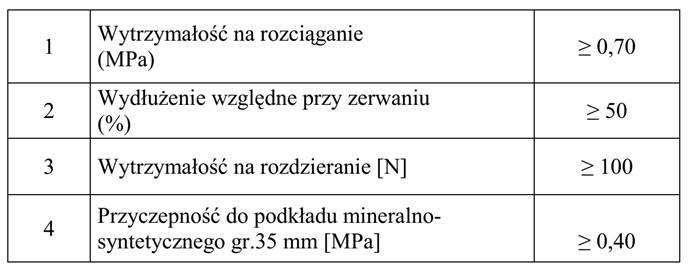 1 Wytrzymałość na rozciąganie
(MPa) ≥ 0,70
2 Wydłużenie względne przy zerwaniu
(%) ≥ 50
3 Wytrzymałość na rozdzieranie [N] ≥ 100
4 Przyczepność do podkładu mineralno-
syntetycznego gr.35 mm [MPa] ≥ 0,40